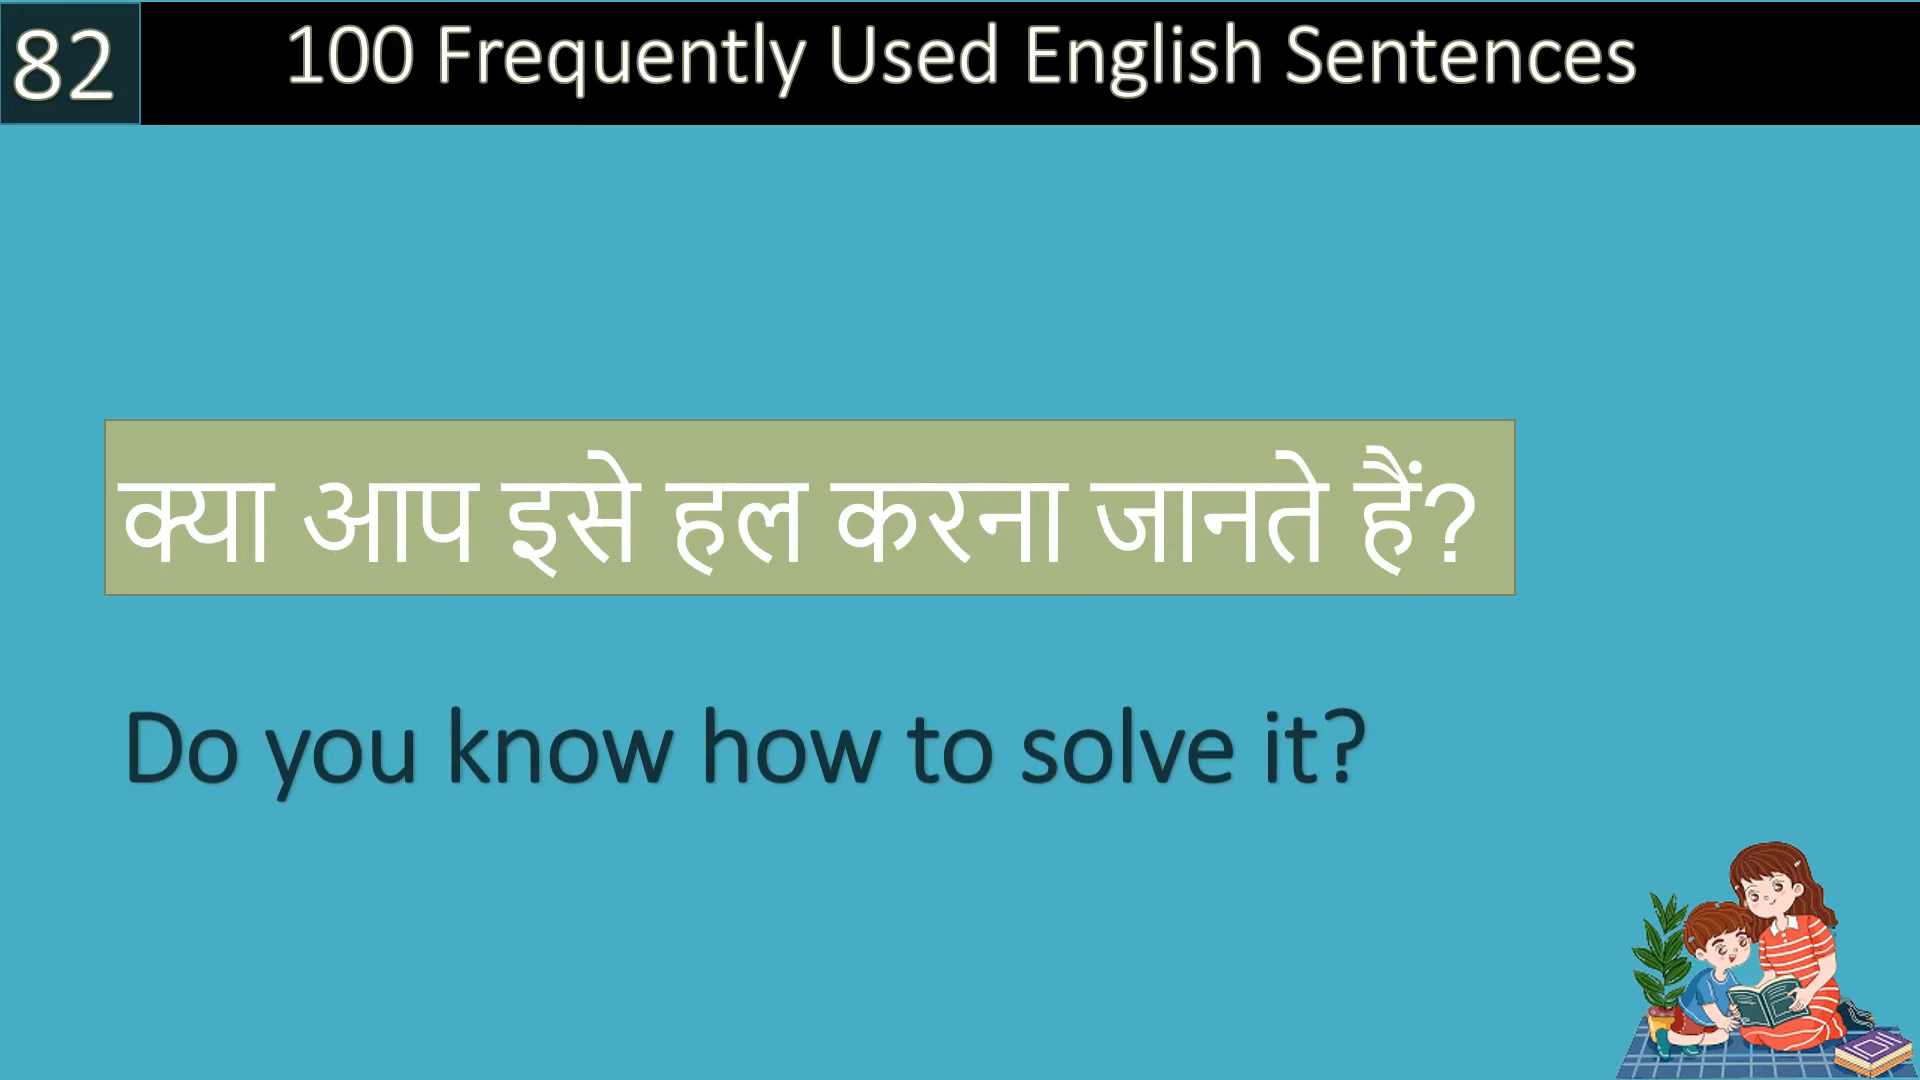 82
100 Frequently Used English Sentences
क्या आप इसे हल करना जानते हैं?
Do you know how to solve it?